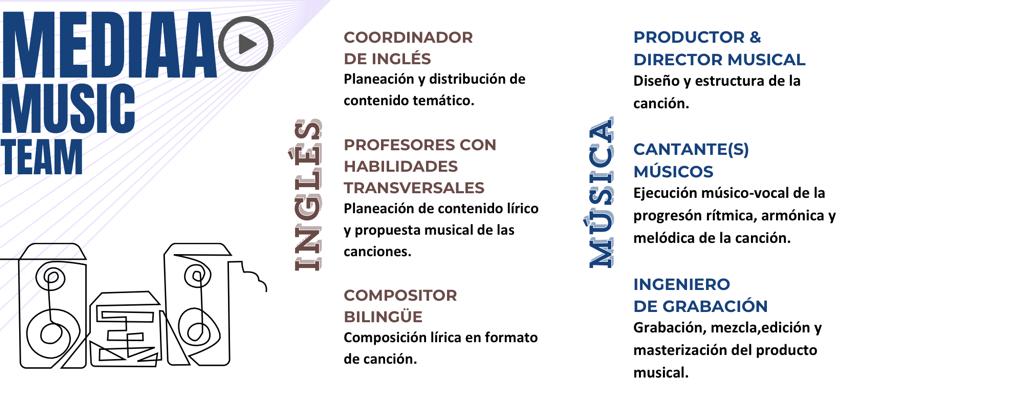 MEDIAA
MUSIC
TEAM
INGLÉS
COORDINADOR
DE INGLÉS
Planeación y distribución de
contenido temático.
PROFESORES CON
HABILIDADES
TRANSVERSALES
Planeación de contenido lírico
y propuesta musical de las
canciones.
COMPOSITOR
BILINGÜE
Composición lírica en formato
de canción.
MÚSICA
PRODUCTOR &
DIRECTOR MUSICAL
Diseño y estructura de la
canción.
CANTANTE(S)
MÚSICOS
Ejecución músico-vocal de la
progresón rítmica, armónica y
melódica de la canción.
INGENIERO
DE GRABACIÓN
Grabación, mezcla,edición y
masterización del producto
musical.